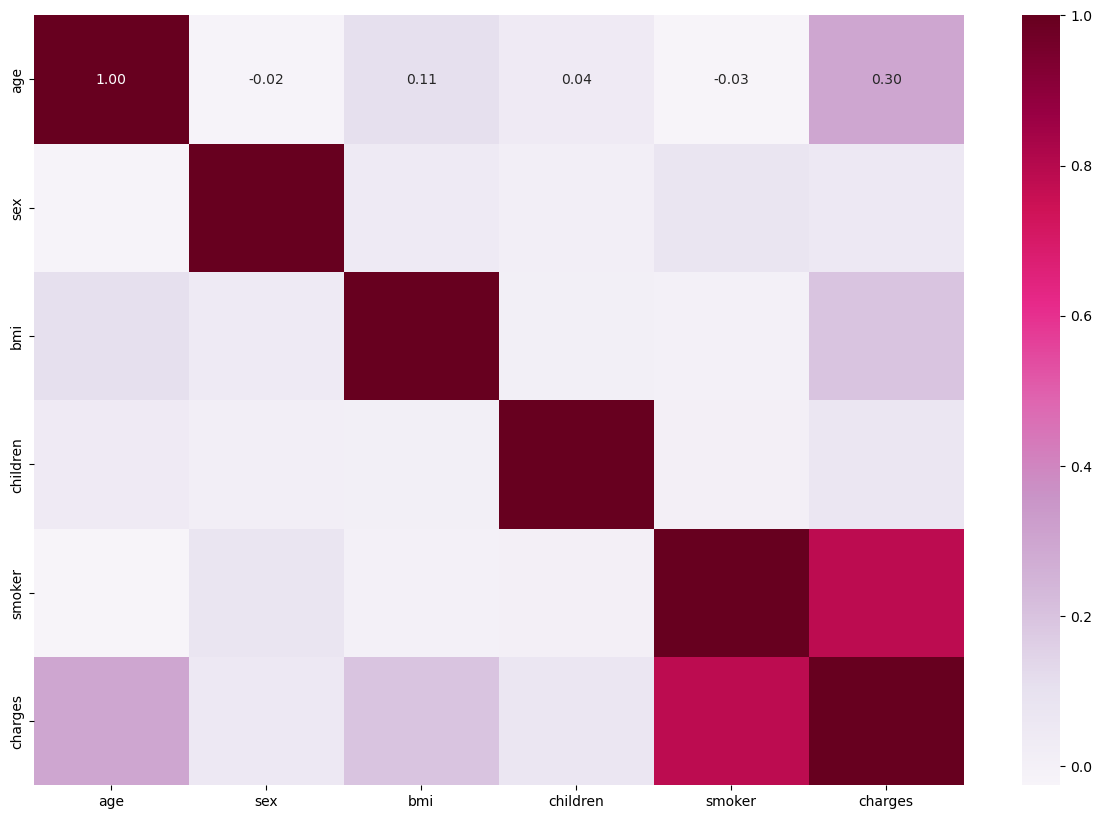 age
1.00 -0.02 0.11 0.04 -0.03 0.30
sex
bmi
children
smoker
charges
age sex bmi children smoker charges
1.0
0.8
0.6
0.4
0.2
0.0